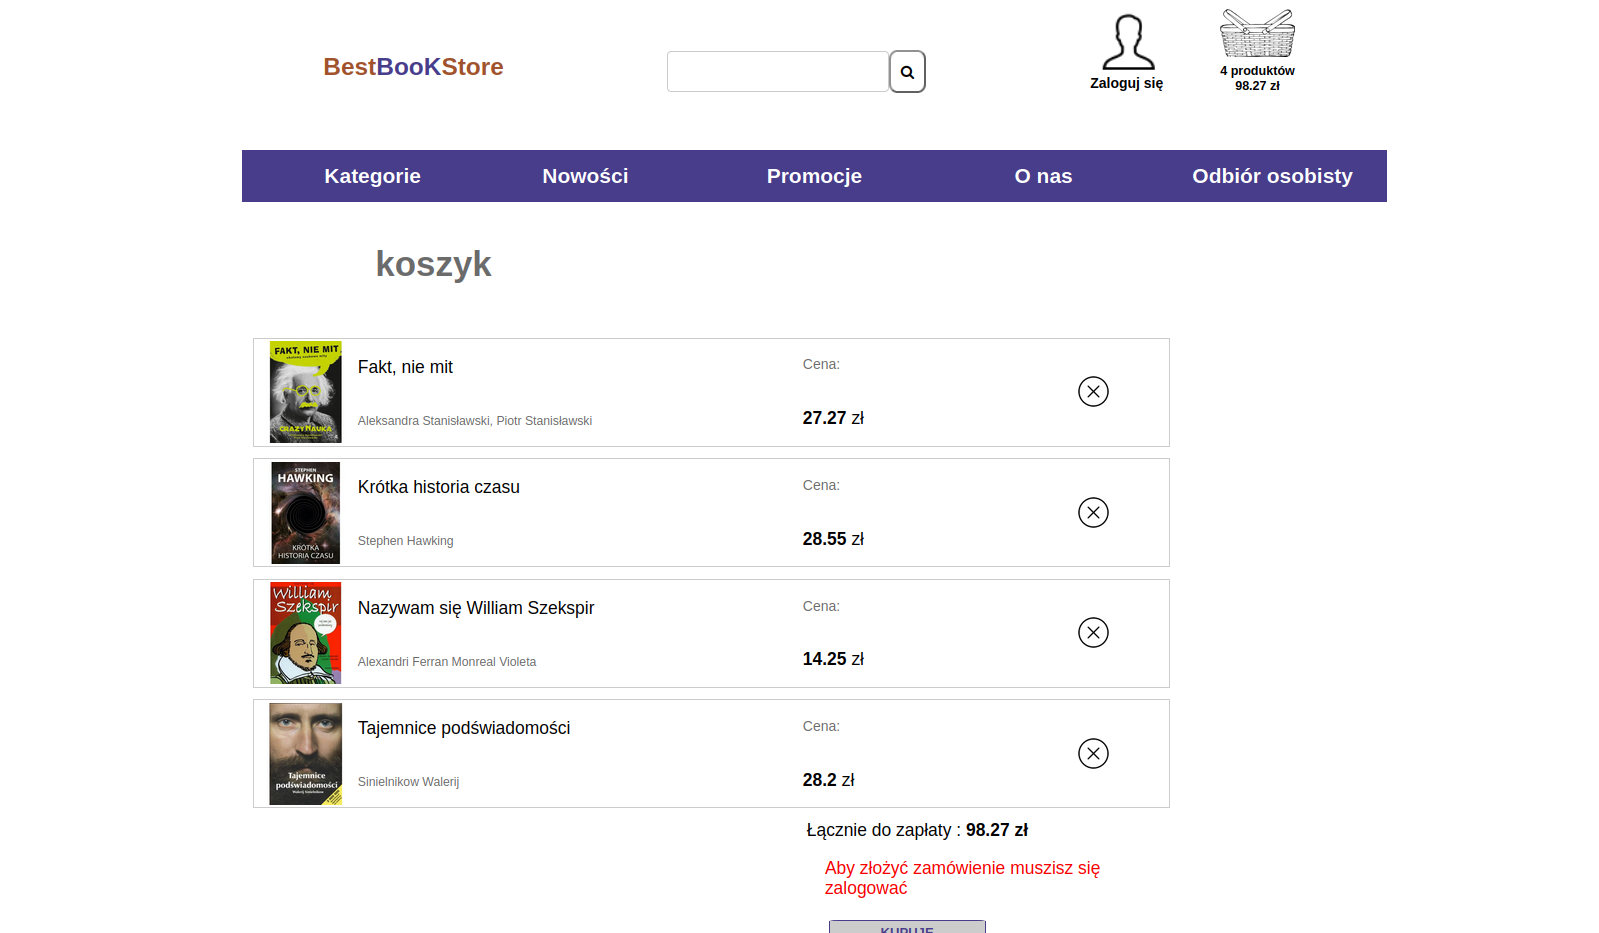 BestBooKStore
Zaloguj się
4 produktów
98.27 zł
Kategorie Nowości Promocje O nas Odbiór osobisty
koszyk
FAKT, NIE MIT
CRAZY NAUKA
Fakt, nie mit
Aleksandra Stanisławski, Piotr Stanisławski
Cena:
27.27 zł
STEPHEN
HAWKING
KRÓTKA
HISTORIA CZASU
Krótka historia czasu
Stephen Hawking
Cena:
28.55 zł
William
Szekspir
Nazywam się William Szekspir
Alexandri Ferran Monreal Violeta
Cena:
14.25 zł
Tajemnice
podświadomości
Tajemnice podświadomości
Sinielnikow Walerij
Cena:
28.2 zł
Łącznie do zapłaty : 98.27 zł
Aby złożyć zamówienie muszisz się
zalogować
KUPUJĘ